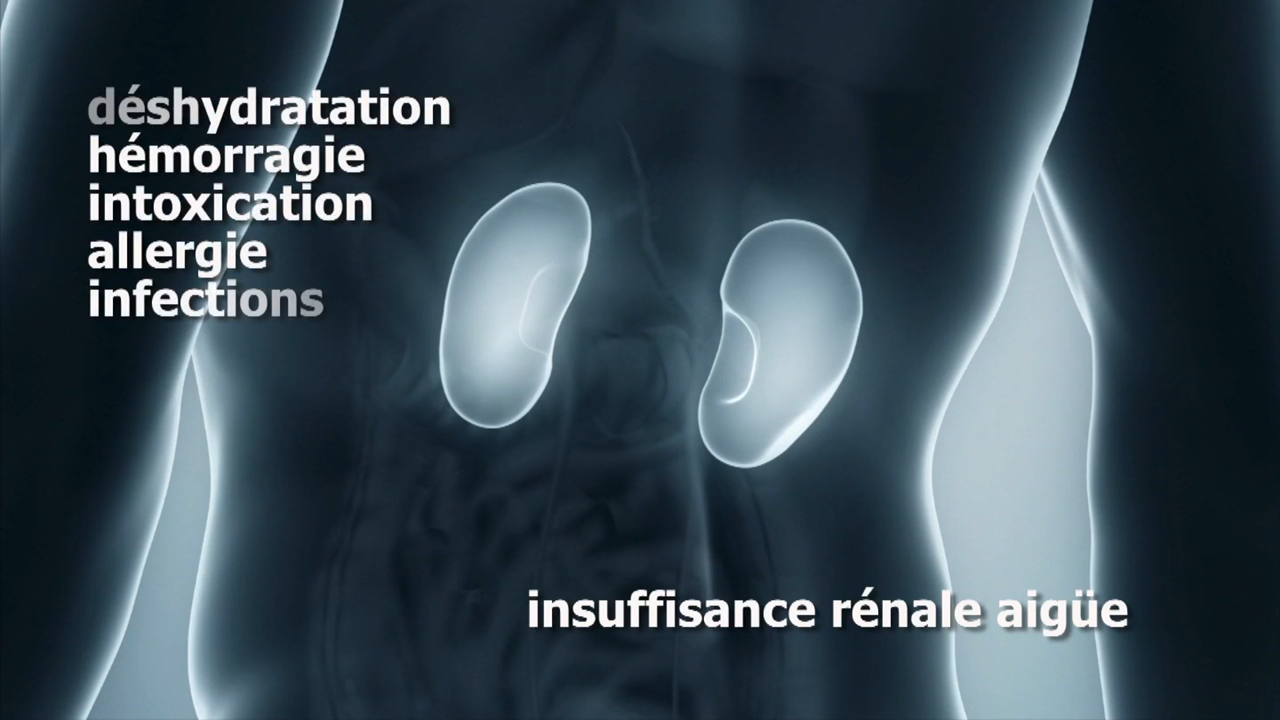 déshydratation
hémorragie
intoxication
allergie
infections
insuffisance rénale aigüe